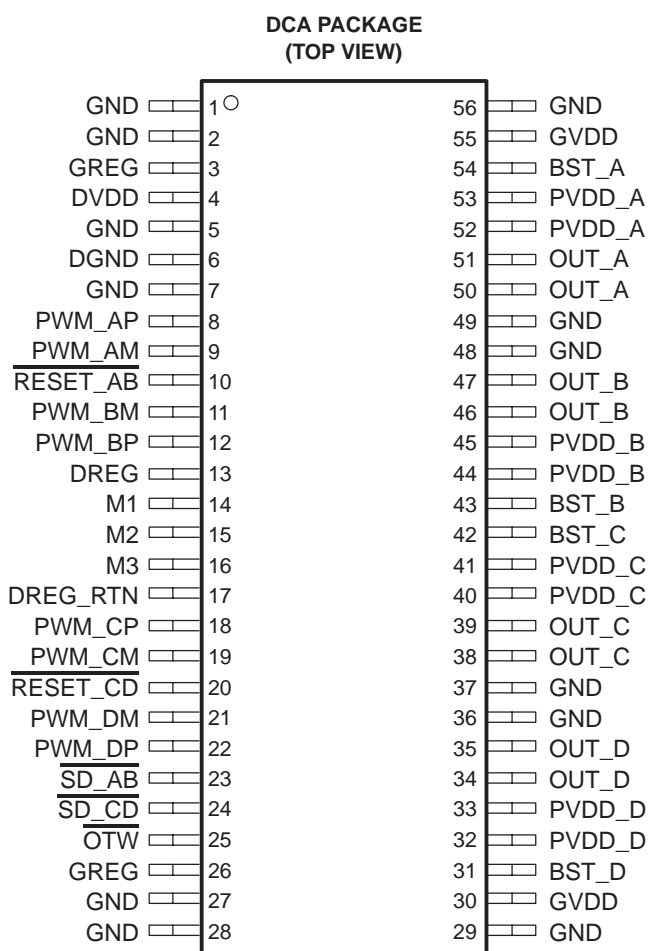 DCA PACKAGE
(TOP VIEW)
GND 1 56 GND
GND 2 55 GVDD
GREG 3 54 BST_A
DVDD 4 53 PVDD_A
GND 5 52 PVDD_A
DGND 6 51 OUT_A
GND 7 50 OUT_A
PWM_AP 8 49 GND
PWM_AM 9 48 GND
RESET_AB 10 47 OUT_B
PWM_BM 11 46 OUT_B
PWM_BP 12 45 PVDD_B
DREG 13 44 PVDD_B
M1 14 43 BST_B
M2 15 42 BST_C
M3 16 41 PVDD_C
DREG_RTN 17 40 PVDD_C
PWM_CP 18 39 OUT_C
PWM_CM 19 38 OUT_C
RESET_CD 20 37 GND
PWM_DM 21 36 GND
PWM_DP 22 35 OUT_D
SD_AB 23 34 OUT_D
SD_CD 24 33 PVDD_D
OTW 25 32 PVDD_D
GREG 26 31 BST_D
GND 27 30 GVDD
GND 28 29 GND